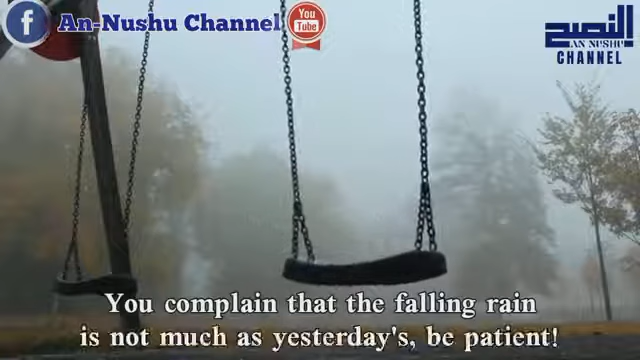 f An-Nushu Channel You Tube
النصح
AN NUSHU
CHANNEL
You complain that the falling rain
is not much as yesterday's, be patient!